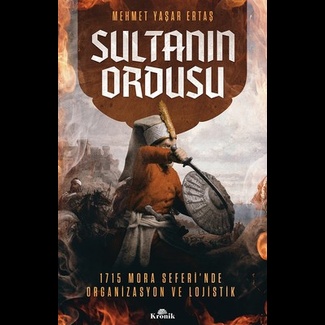 MEHMET YAŞAR ERTAŞ
SULTANIN
ORDUSU
1715 MORA SEFERİ'NDE
ORGANİZASYON VE LOJİSTİK
Kronik